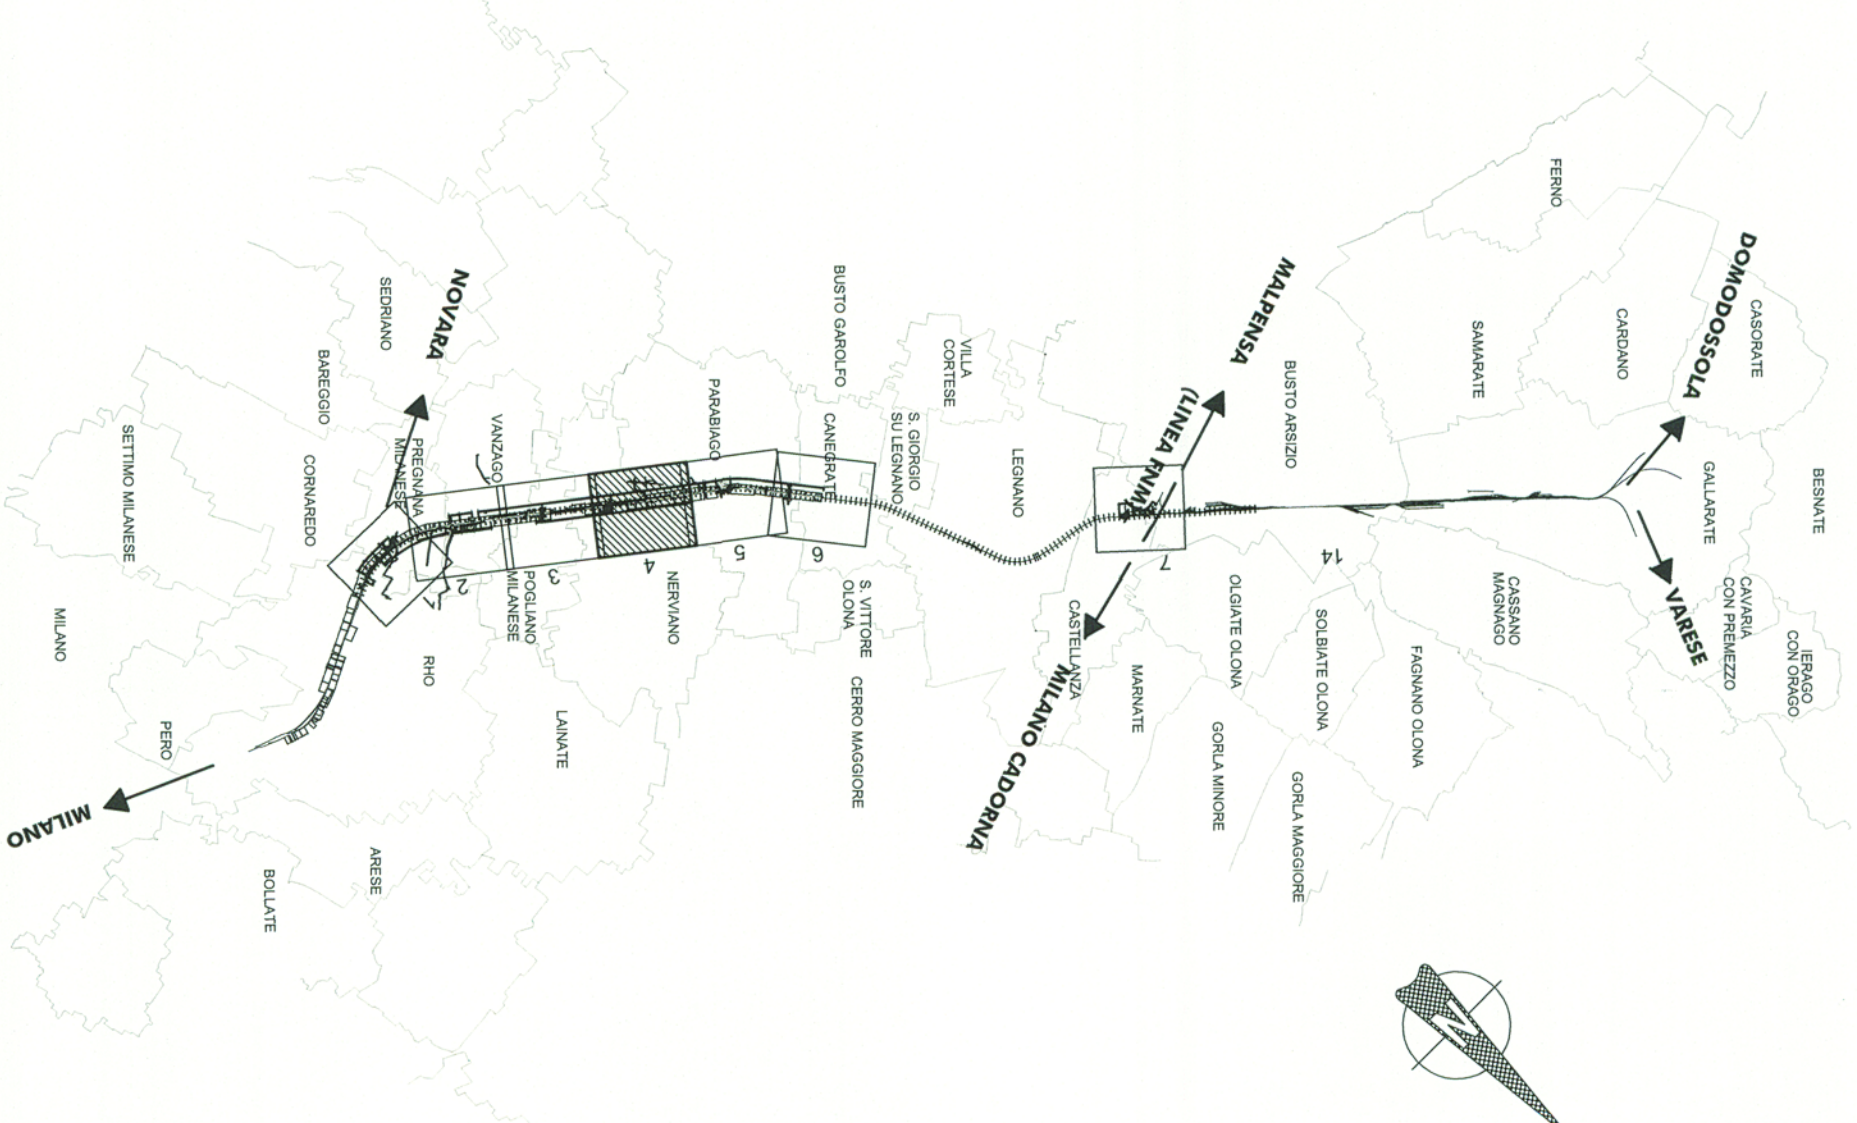 FERNO
DOMODOSSOLA
CASORATE
CARDANO
SAMARATE
MALPENSA
(LINEA FNM)
BUSTO ARSIZIO
GALLARATE
BESNATE
NOVARA
SEDRIANO
BAREGGIO
BUSTO GAROLFO
VILLA
CORTESE
S. GIORGIO
SU LEGNANO
LEGNANO
PARABIAGO
CANEGRATE
VANZAGO
PREGNANA
MILANESE
CORNAREDO
SETTIMO MILANESE
2
3
4
5
6
7
14
POGLIANO
MILANESE
NERVIANO
S. VITTORE
OLONA
CERRO MAGGIORE
CASTELLANZA
MILANO CADORNA
MARNATE
OLGIATE OLONA
SOLBIATE OLONA
GORLA MINORE
GORLA MAGGIORE
FAGNANO OLONA
CASSANO
MAGNAGO
VARESE
CAVARIA
CON PREMEZZO
IERAGO
CON ORAGO
MILANO
RHO
LAINATE
PERO
MILANO
ARESE
BOLLATE
N